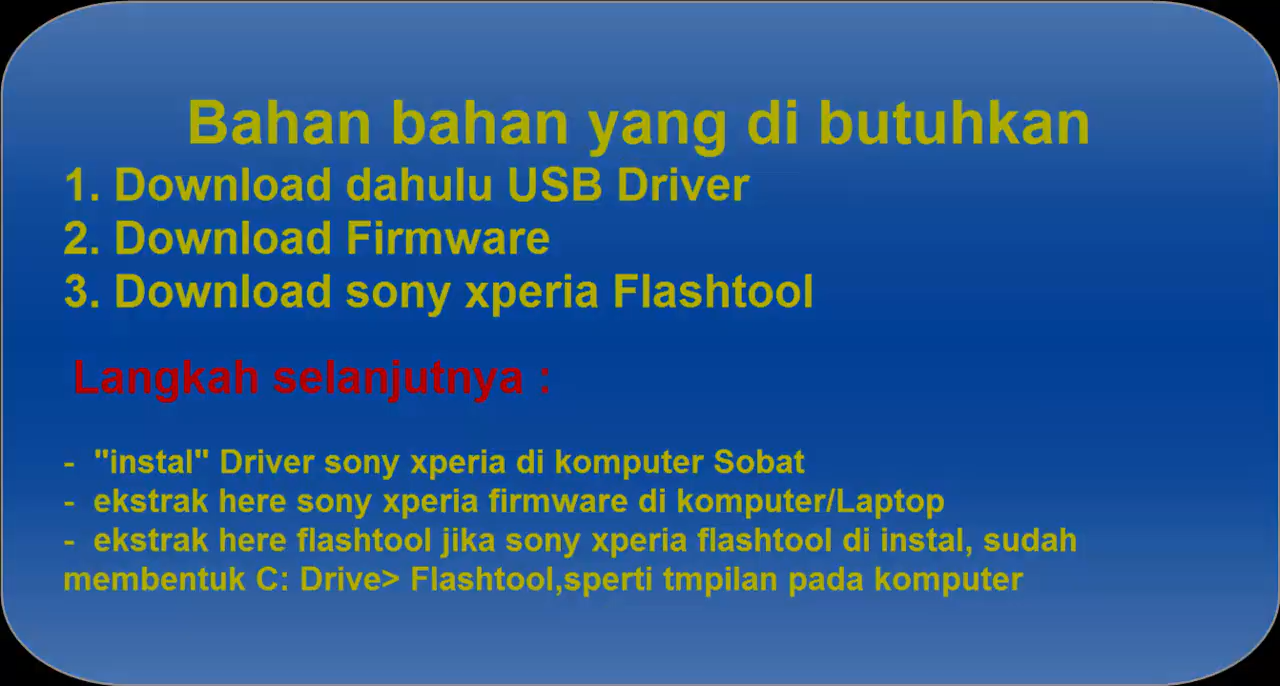 Bahan bahan yang di butuhkan
1. Download dahulu USB Driver
2. Download Firmware
3. Download sony xperia Flashtool
Langkah selanjutnya :
- "instal" Driver sony xperia di komputer Sobat
- ekstrak here sony xperia firmware di komputer/Laptop
- ekstrak here flashtool jika sony xperia flashtool di instal, sudah
membentuk C: Drive> Flashtool,sperti tmpilan pada komputer